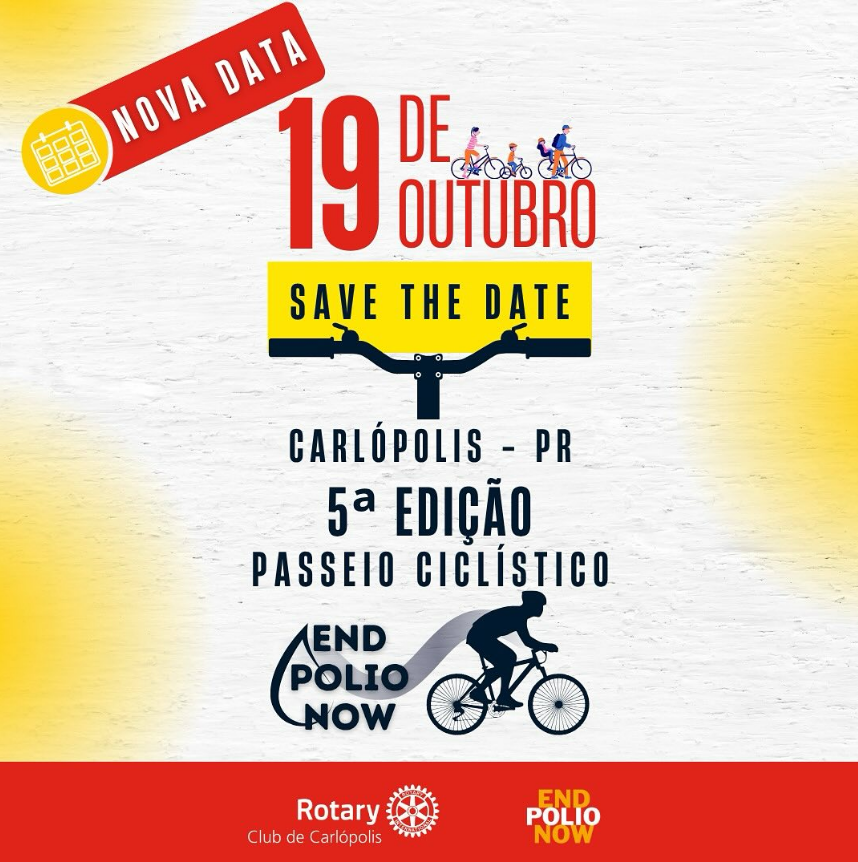 NOVA DATA
19 DE
OUTUBRO
SAVE THE DATE
CARLÓPOLIS - PR
5ª EDIÇÃO
PASSEIO CICLÍSTICO
END
POLIO
NOW
Rotary
Club de Carlópolis
END
POLIO
NOW